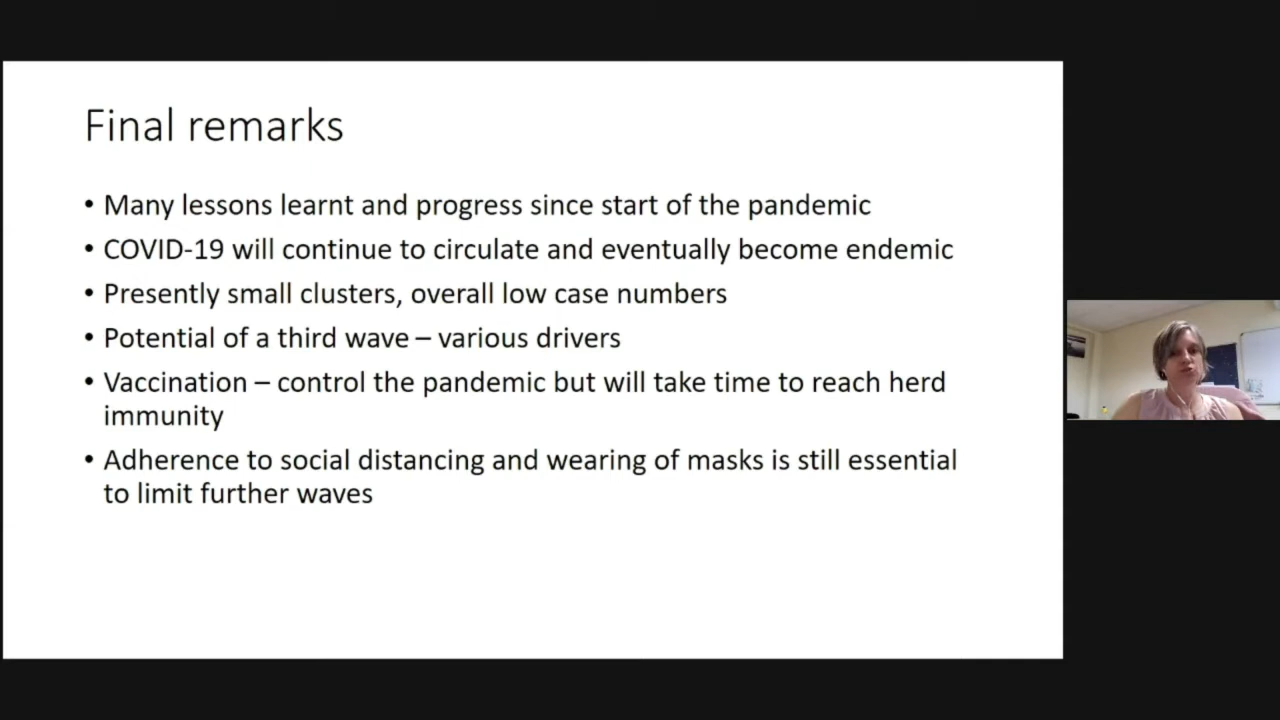 Final remarks
• Many lessons learnt and progress since start of the pandemic
• COVID-19 will continue to circulate and eventually become endemic
• Presently small clusters, overall low case numbers
• Potential of a third wave – various drivers
• Vaccination – control the pandemic but will take time to reach herd
immunity
• Adherence to social distancing and wearing of masks is still essential
to limit further waves